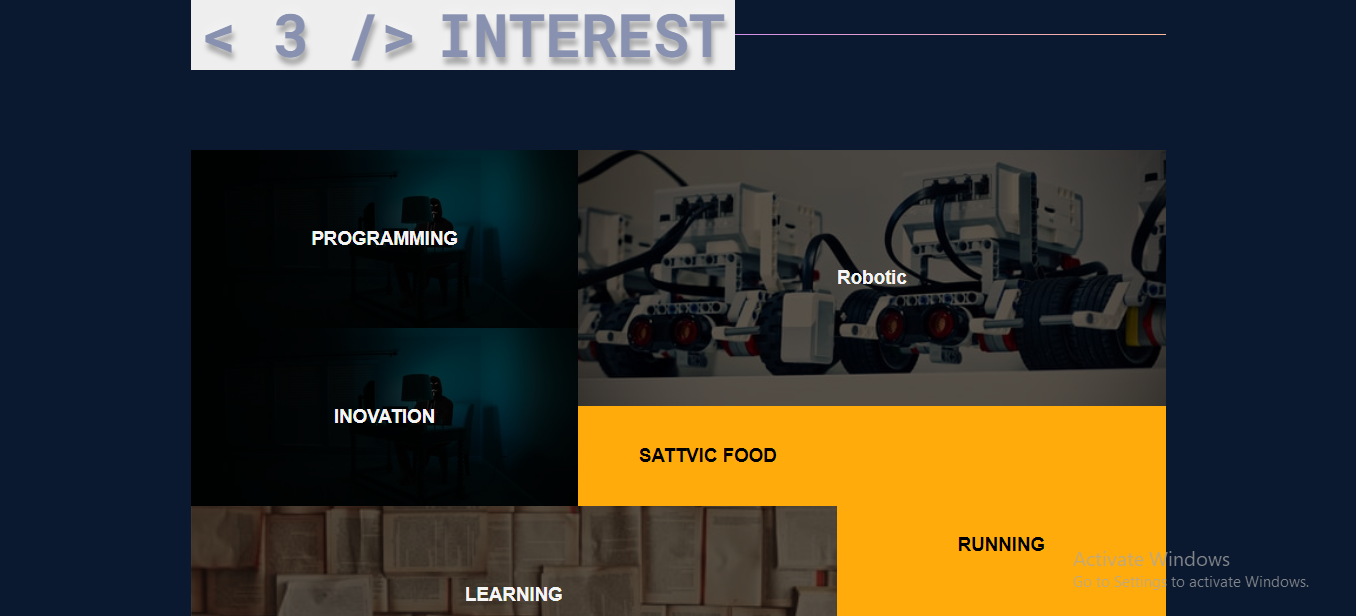 < 3 /> INTEREST
PROGRAMMING
Robotic
INOVATION
SATTVIC FOOD
RUNNING
LEARNING
Activate Windows
Go to Settings to activate Windows.